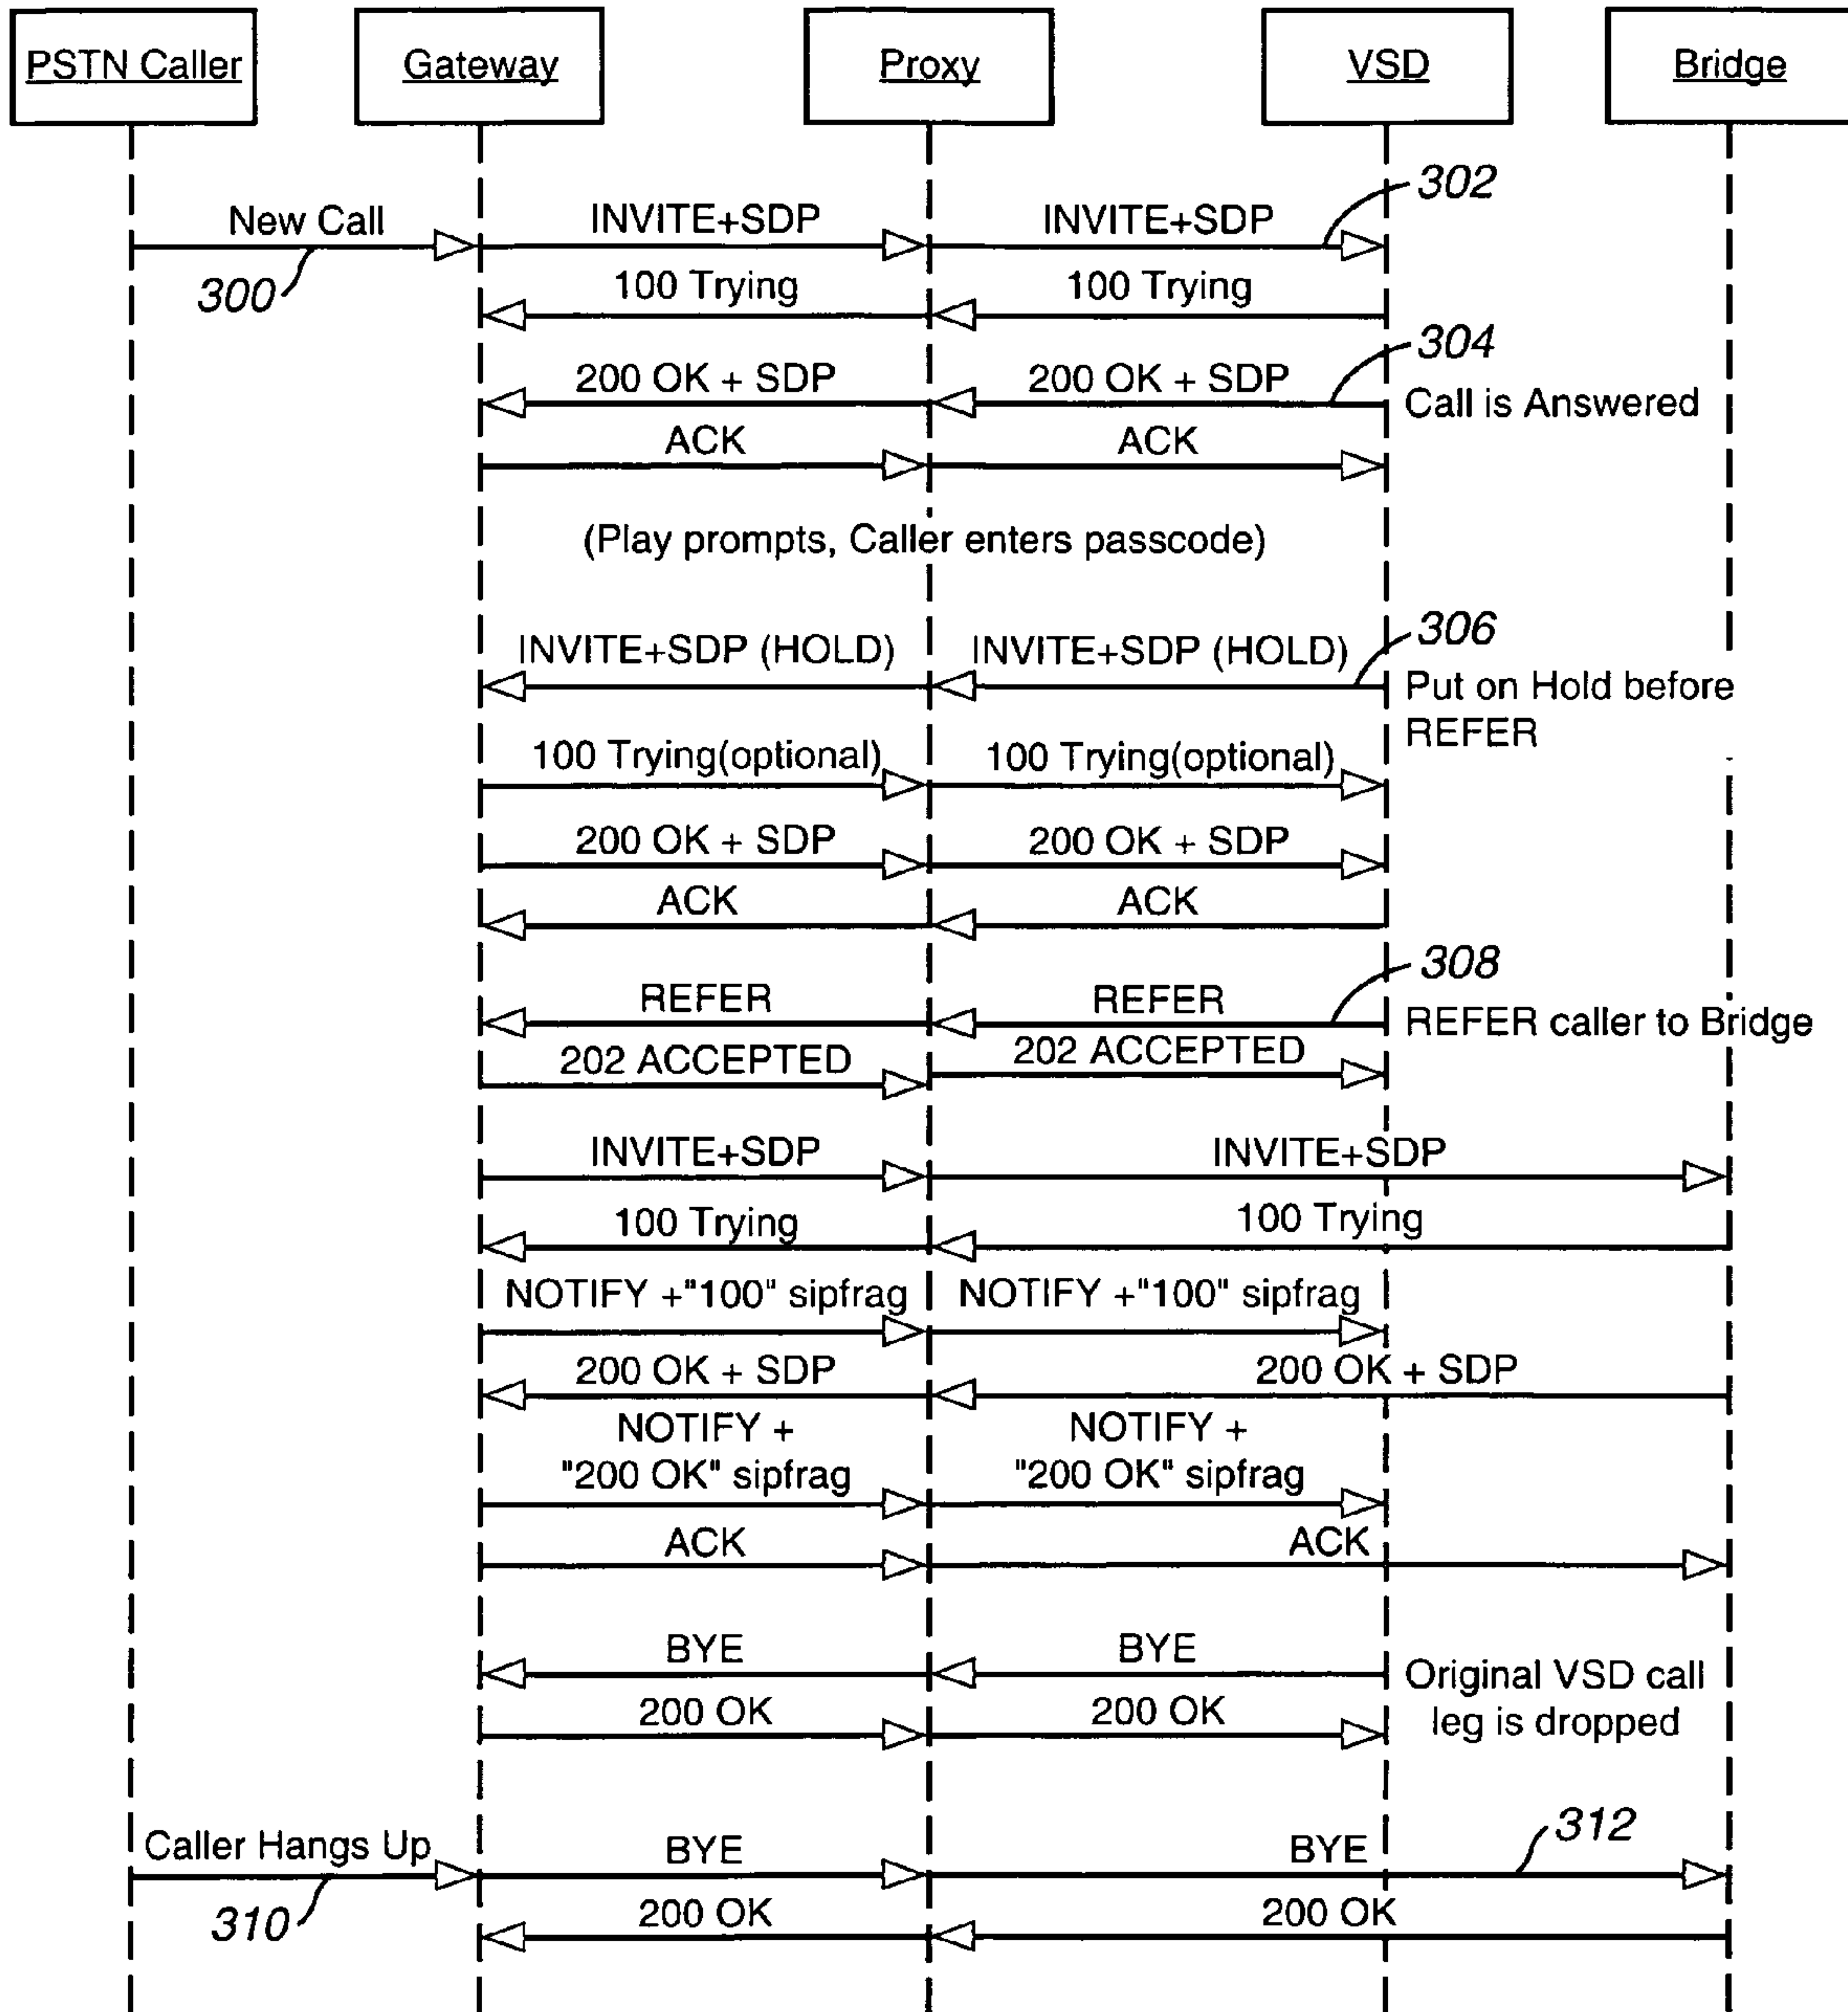 PSTN Caller
Gateway
Proxy
VSD
Bridge
302
New Call
INVITE+SDP
INVITE+SDP
300
100 Trying
100 Trying
304
200 OK + SDP
200 OK + SDP
Call is Answered
ACK
ACK
(Play prompts, Caller enters passcode)
306
INVITE+SDP (HOLD)
INVITE+SDP (HOLD)
Put on Hold before
REFER
100 Trying(optional)
100 Trying(optional)
200 OK + SDP
200 OK + SDP
ACK
ACK
308
REFER
REFER
REFER caller to Bridge
202 ACCEPTED
202 ACCEPTED
INVITE+SDP
INVITE+SDP
100 Trying
100 Trying
NOTIFY +"100" sipfrag
NOTIFY +"100" sipfrag
200 OK + SDP
200 OK + SDP
NOTIFY +
"200 OK" sipfrag
NOTIFY +
"200 OK" sipfrag
ACK
ACK
BYE
BYE
Original VSD call
leg is dropped
200 OK
200 OK
312
Caller Hangs Up
BYE
BYE
310
200 OK
200 OK